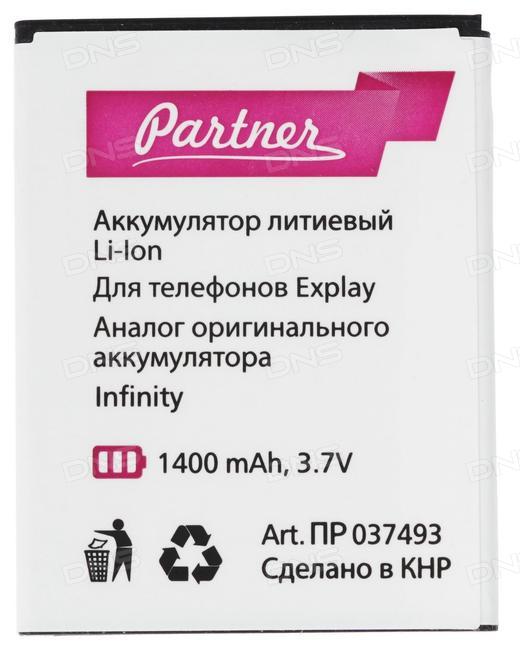 Partner
Аккумулятор литиевый
Li-Ion
Для телефонов Explay
Аналог оригинального
аккумулятора
Infinity
1400 mAh, 3.7V
Art. ПР 037493
Сделано в КНР
DNS